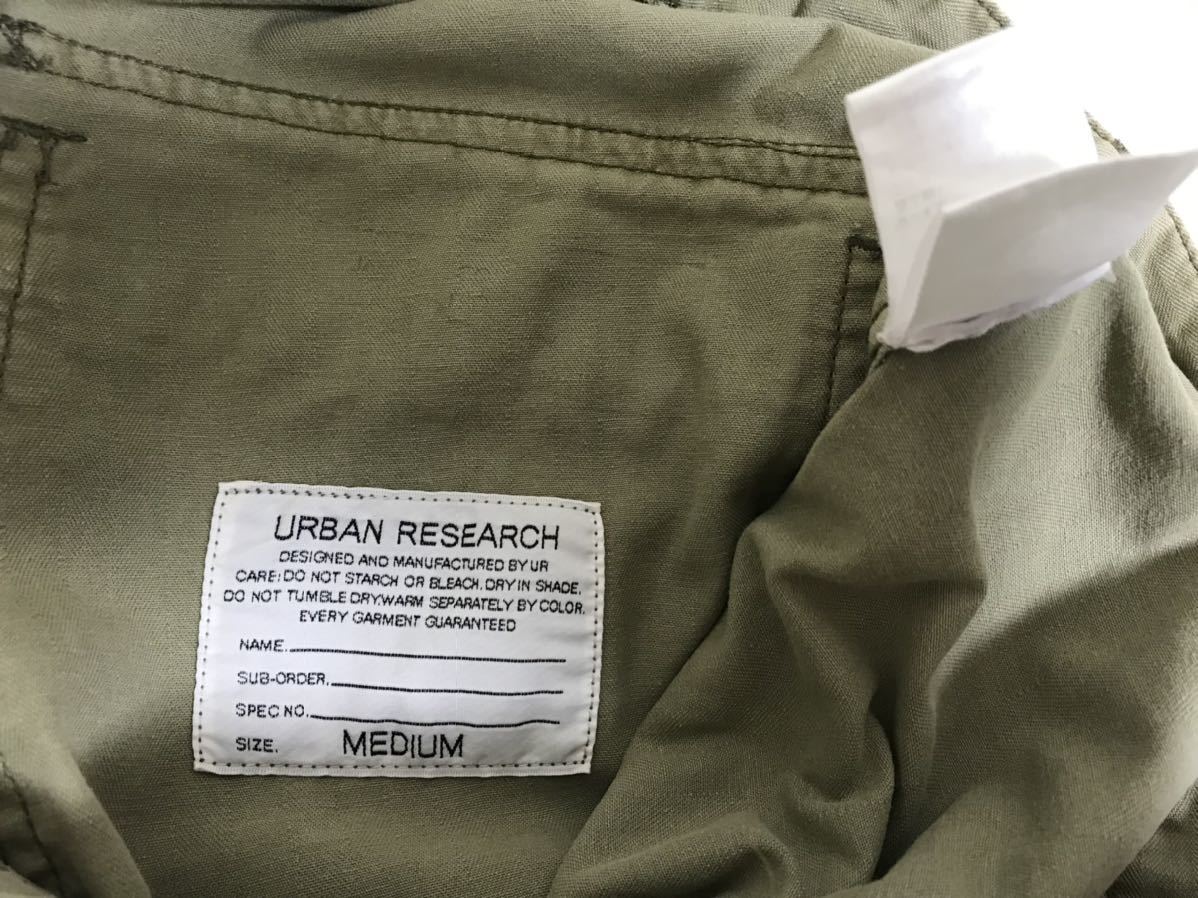 URBAN RESEARCH
DESIGNED AND MANUFACTURED BY UR
CARE: DO NOT STARCH OR BLEACH. DRY IN SHADE.
DO NOT TUMBLE DRY.WARM SEPARATELY BY COLOR.
EVERY GARMENT GUARANTEED
NAME.
SUB-ORDER.
SPEC NO.
SIZE. MEDIUM